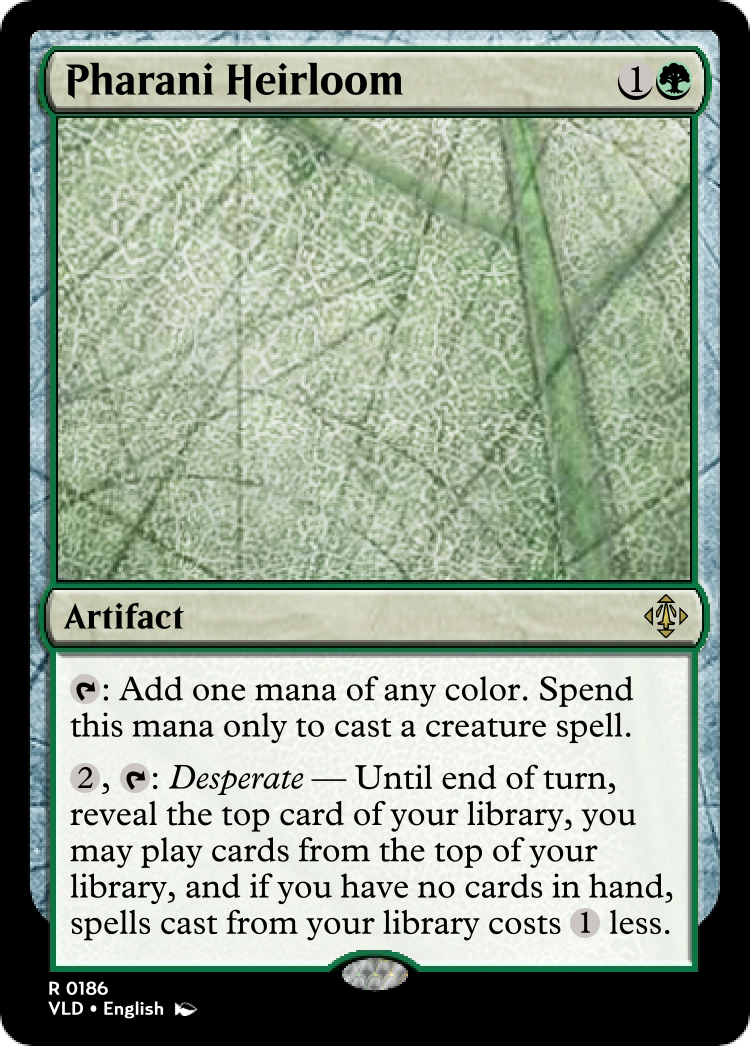 Pharani Heirloom 1
Artifact
: Add one mana of any color. Spend
this mana only to cast a creature spell.
2, : Desperate — Until end of turn,
reveal the top card of your library, you
may play cards from the top of your
library, and if you have no cards in hand,
spells cast from your library costs 1 less.
R 0186
VLD • English